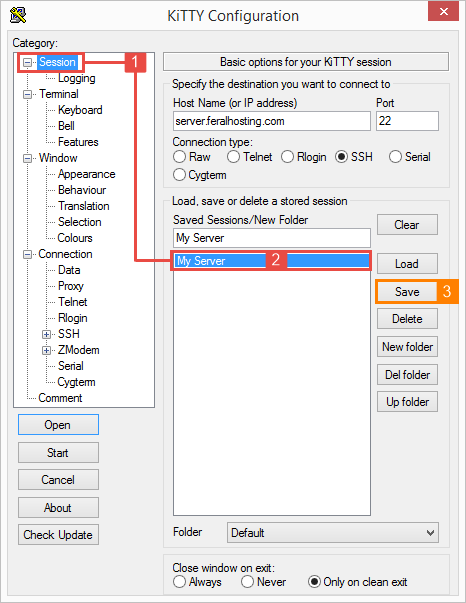 KiTTY Configuration
Category:
Session
Logging
Terminal
Keyboard
Bell
Features
Window
Appearance
Behaviour
Translation
Selection
Colours
Connection
Data
Proxy
Telnet
Rlogin
SSH
ZModem
Serial
Cygterm
Comment
Open
Start
Cancel
About
Check Update
1
Basic options for your KiTTY session
Specify the destination you want to connect to
Host Name (or IP address) Port
server.feralhosting.com 22
Connection type:
Raw Telnet Rlogin SSH Serial
Cygterm
Load, save or delete a stored session
Saved Sessions/New Folder
My Server
My Server 2
Clear
Load
Save 3
Delete
New folder
Del folder
Up folder
Folder Default
Close window on exit:
Always Never Only on clean exit